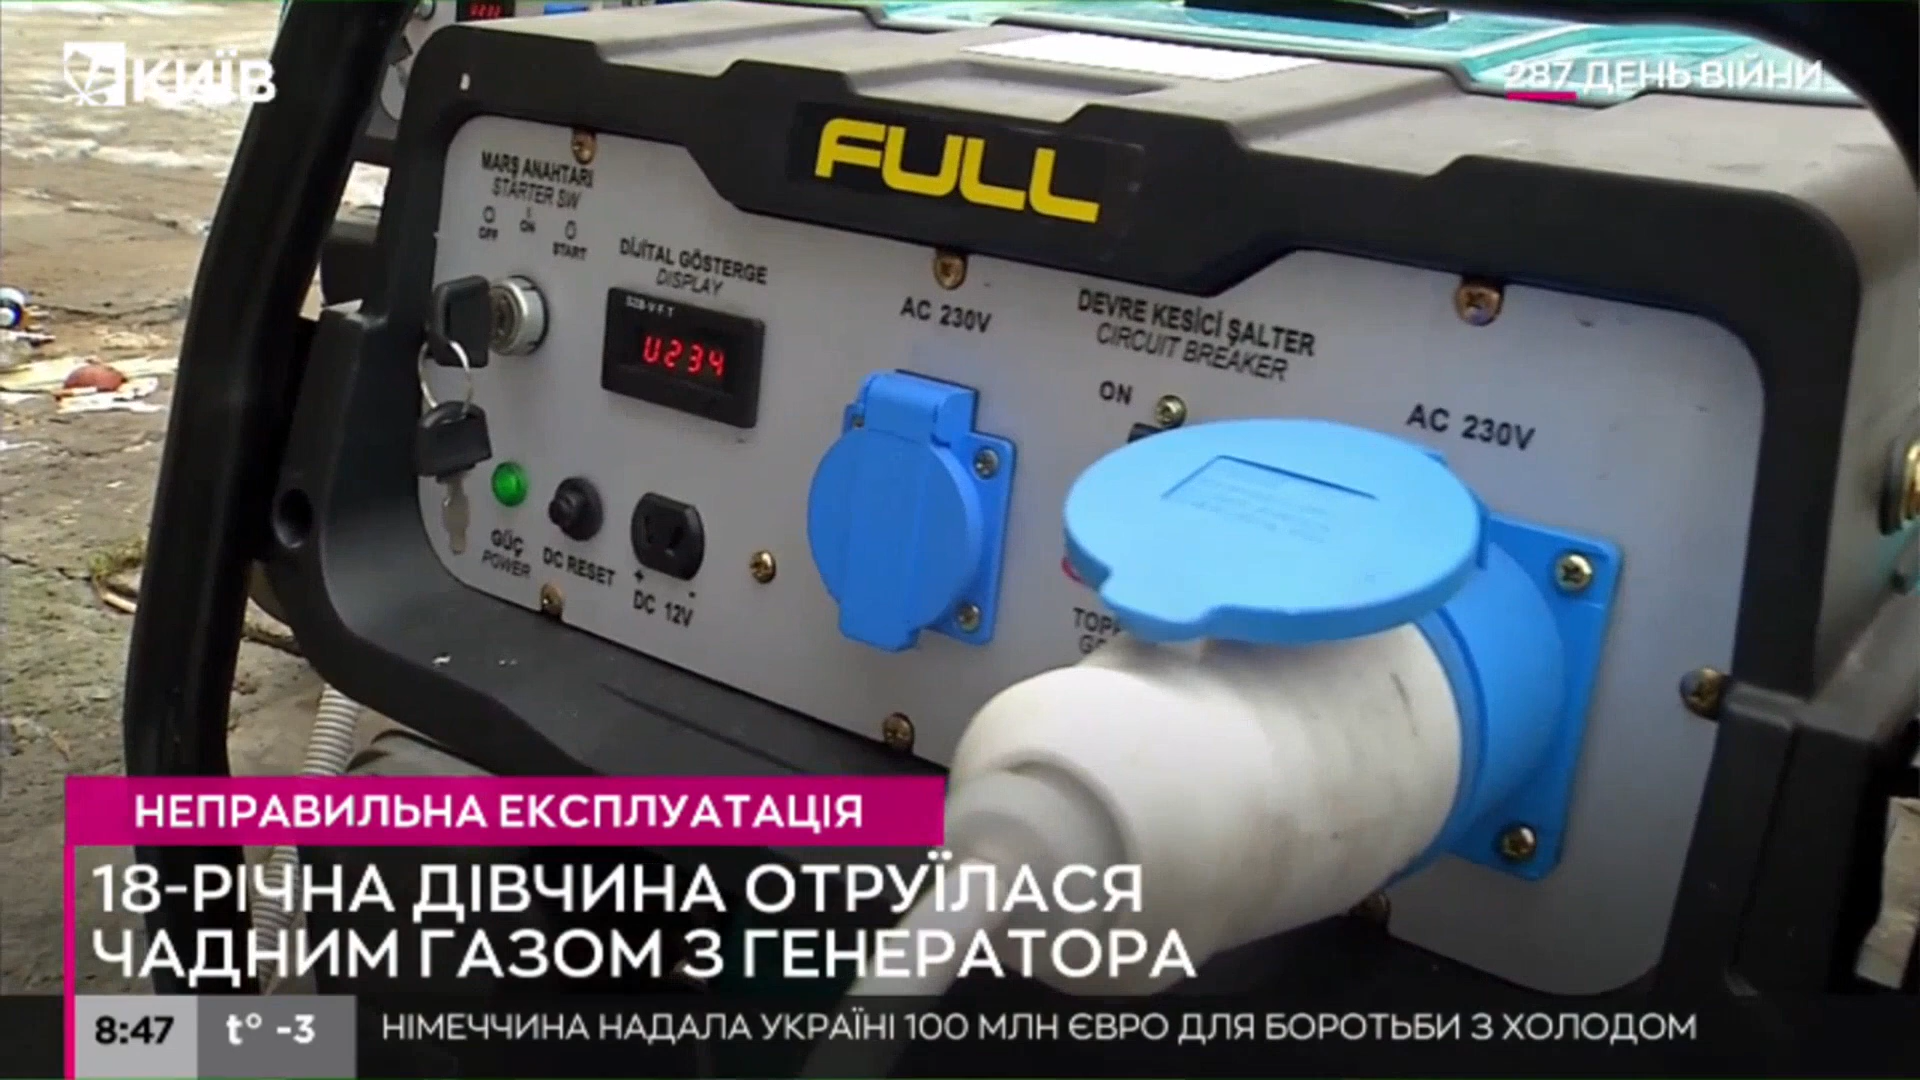 КИЇВ
287 ДЕНЬ ВІЙНИ
FULL
MARŞ ANAHTARI
STARTER SW
OFF
ON
START
DİJİTAL GÖSTERGE
DISPLAY
U234
AC 230V
DEVRE KESİCİ ŞALTER
CIRCUIT BREAKER
ON
AC 230V
GÜÇ
POWER
DC RESET
+ -
DC 12V
НЕПРАВИЛЬНА ЕКСПЛУАТАЦІЯ
18-РІЧНА ДІВЧИНА ОТРУЇЛАСЯ
ЧАДНИМ ГАЗОМ З ГЕНЕРАТОРА
8:47
t° -3
НІМЕЧЧИНА НАДАЛА УКРАЇНІ 100 МЛН ЄВРО ДЛЯ БОРОТЬБИ З ХОЛОДОМ